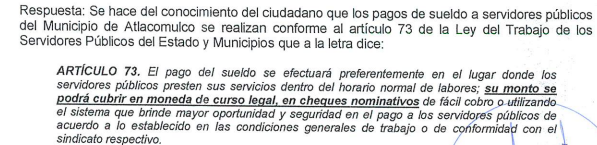 Respuesta: Se hace del conocimiento del ciudadano que los pagos de sueldo a servidores públicos
del Municipio de Atlacomulco se realizan conforme al artículo 73 de la Ley del Trabajo de los
Servidores Públicos del Estado y Municipios que a la letra dice:
ARTÍCULO 73. El pago del sueldo se efectuará preferentemente en el lugar donde los
servidores públicos presten sus servicios dentro del horario normal de labores; su monto se
podrá cubrir en moneda de curso legal, en cheques nominativos de fácil cobro o utilizando
el sistema que brinde mayor oportunidad y seguridad en el pago a los servidores públicos de
acuerdo a lo establecido en las condiciones generales de trabajo o de conformidad con el
sindicato respectivo.